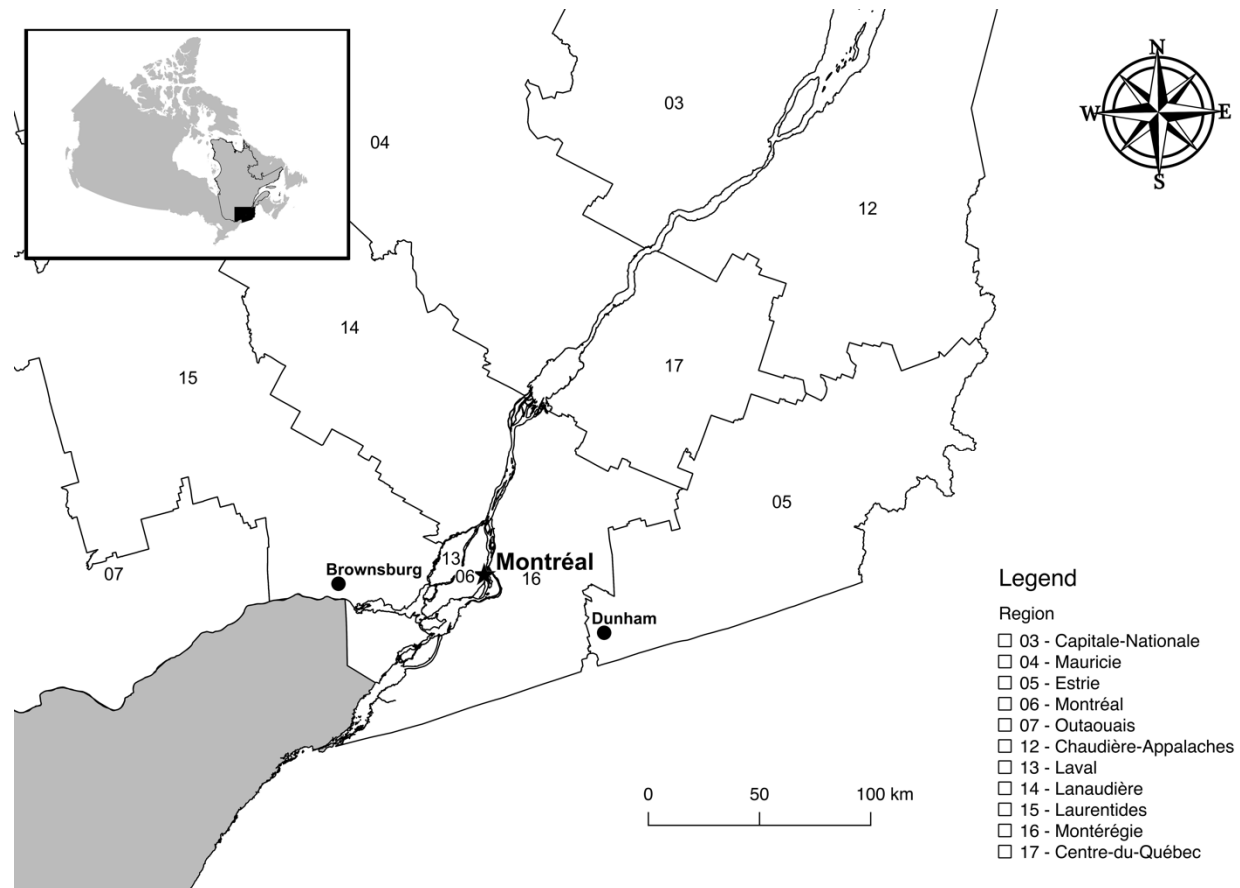 N
03
W
E
04
S
12
14
17
15
05
13
Montréal
07
Brownsburg
06
16
Legend
Dunham
Region
03 - Capitale-Nationale
04 - Mauricie
05 - Estrie
06 - Montréal
07 - Outaouais
12 - Chaudière-Appalaches
13 - Laval
14 - Lanaudière
15 - Laurentides
16 - Montérégie
17 - Centre-du-Québec
0 50 100 km